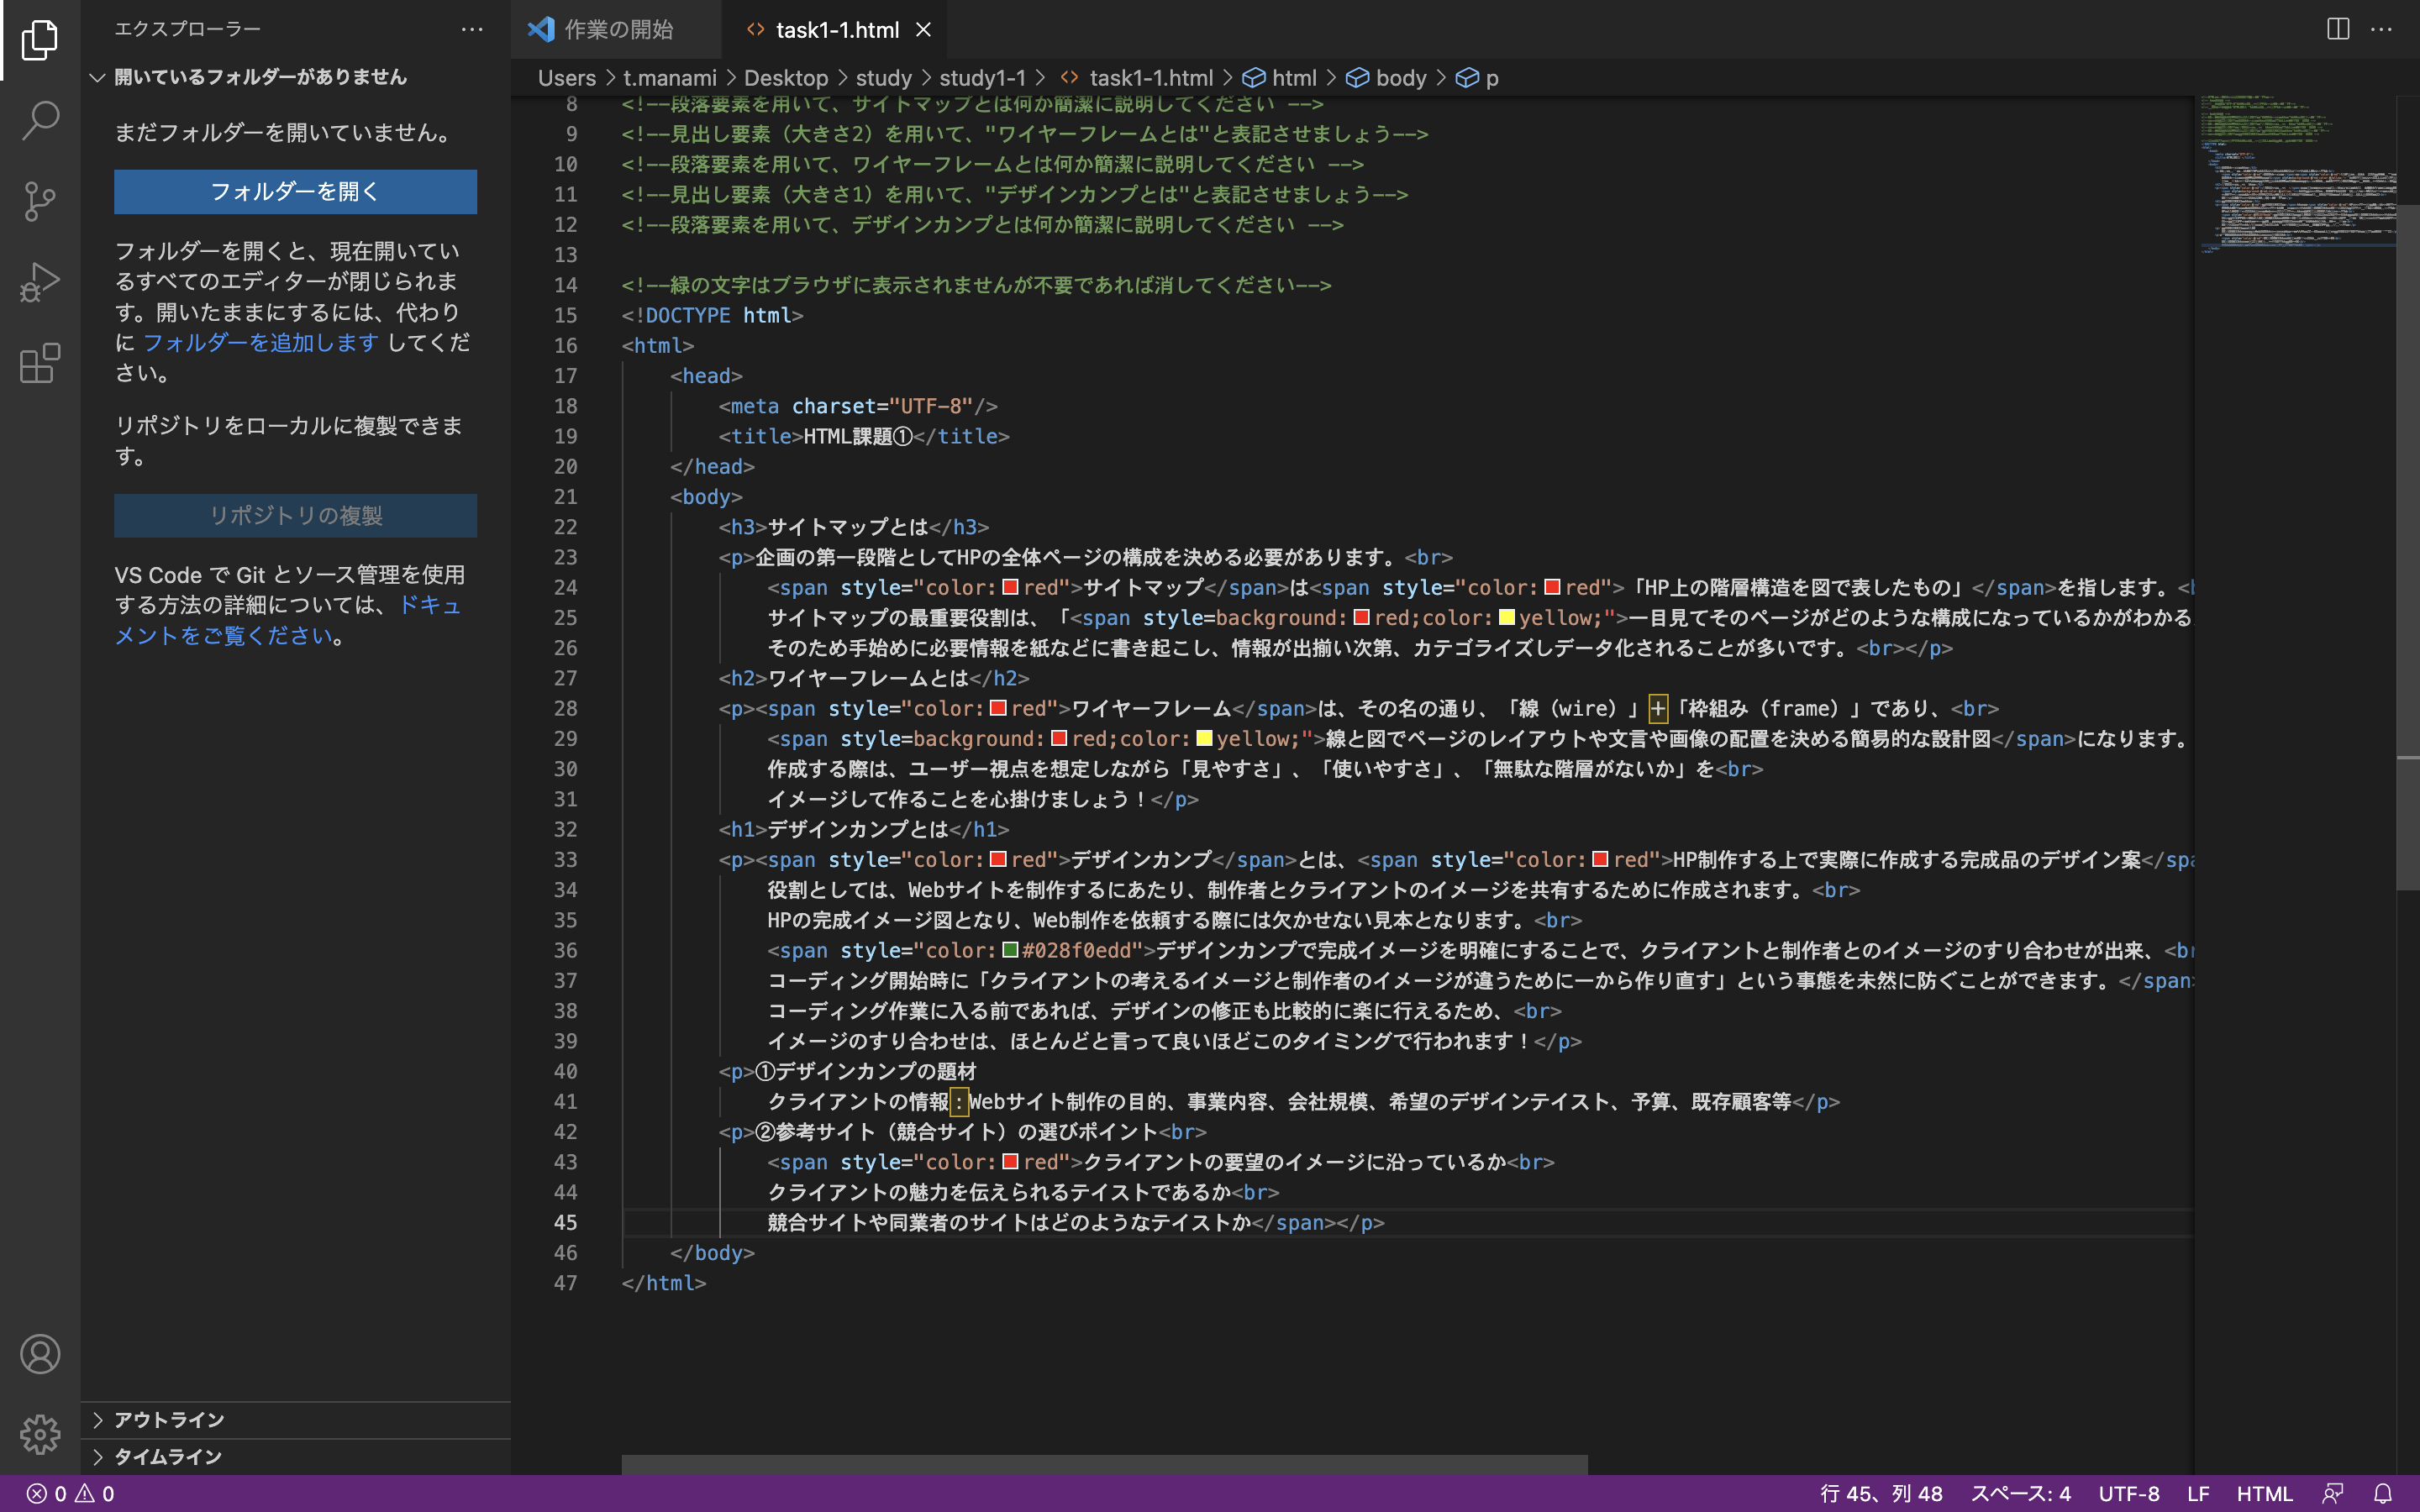 エクスプローラー
開いているフォルダーがありません
まだフォルダーを開いていません。
フォルダーを開く
フォルダーを開くと、現在開いてい
るすべてのエディターが閉じられま
す。開いたままにするには、代わり
に フォルダーを追加します してくだ
さい。
リポジトリをローカルに複製できま
す。
リポジトリの複製
VS Code で Git とソース管理を使用
する方法の詳細については、ドキュ
メントをご覧ください。
アウトライン
タイムライン
作業の開始
task1-1.html
Users > t.manami > Desktop > study > study1-1 > task1-1.html > html > body > p
8 <!--段落要素を用いて、サイトマップとは何か簡潔に説明してください -->
9 <!--見出し要素（大きさ2）を用いて、"ワイヤーフレームとは"と表記させましょう-->
10 <!--段落要素を用いて、ワイヤーフレームとは何か簡潔に説明してください -->
11 <!--見出し要素（大きさ1）を用いて、"デザインカンプとは"と表記させましょう-->
12 <!--段落要素を用いて、デザインカンプとは何か簡潔に説明してください -->
13
14 <!--緑の文字はブラウザに表示されませんが不要であれば消してください-->
15 <!DOCTYPE html>
16 <html>
17 <head>
18 <meta charset="UTF-8"/>
19 <title>HTML課題①</title>
20 </head>
21 <body>
22 <h3>サイトマップとは</h3>
23 <p>企画の第一段階としてHPの全体ページの構成を決める必要があります。<br>
24 <span style="color:red">サイトマップ</span>は<span style="color:red">「HP上の階層構造を図で表したもの」</span>を指します。<b
25 サイトマップの最重要役割は、「<span style=background:red;color:yellow;">一目見てそのページがどのような構成になっているかがわかる
26 そのため手始めに必要情報を紙などに書き起こし、情報が出揃い次第、カテゴライズしデータ化されることが多いです。<br></p>
27 <h2>ワイヤーフレームとは</h2>
28 <p><span style="color:red">ワイヤーフレーム</span>は、その名の通り、「線（wire）」＋「枠組み（frame）」であり、<br>
29 <span style=background:red;color:yellow;">線と図でページのレイアウトや文言や画像の配置を決める簡易的な設計図</span>になります。
30 作成する際は、ユーザー視点を想定しながら「見やすさ」、「使いやすさ」、「無駄な階層がないか」を<br>
31 イメージして作ることを心掛けましょう！</p>
32 <h1>デザインカンプとは</h1>
33 <p><span style="color:red">デザインカンプ</span>とは、<span style="color:red">HP制作する上で実際に作成する完成品のデザイン案</spa
34 役割としては、Webサイトを制作するにあたり、制作者とクライアントのイメージを共有するために作成されます。<br>
35 HPの完成イメージ図となり、Web制作を依頼する際には欠かせない見本となります。<br>
36 <span style="color:#028f0edd">デザインカンプで完成イメージを明確にすることで、クライアントと制作者とのイメージのすり合わせが出来、<br
37 コーディング開始時に「クライアントの考えるイメージと制作者のイメージが違うために一から作り直す」という事態を未然に防ぐことができます。</span>
38 コーディング作業に入る前であれば、デザインの修正も比較的に楽に行えるため、<br>
39 イメージのすり合わせは、ほとんどと言って良いほどこのタイミングで行われます！</p>
40 <p>①デザインカンプの題材
41 クライアントの情報：Webサイト制作の目的、事業内容、会社規模、希望のデザインテイスト、予算、既存顧客等</p>
42 <p>②参考サイト（競合サイト）の選びポイント<br>
43 <span style="color:red">クライアントの要望のイメージに沿っているか<br>
44 クライアントの魅力を伝えられるテイストであるか<br>
45 競合サイトや同業者のサイトはどのようなテイストか</span></p>
46 </body>
47 </html>
0 0
行 45、列 48 スペース: 4 UTF-8 LF HTML